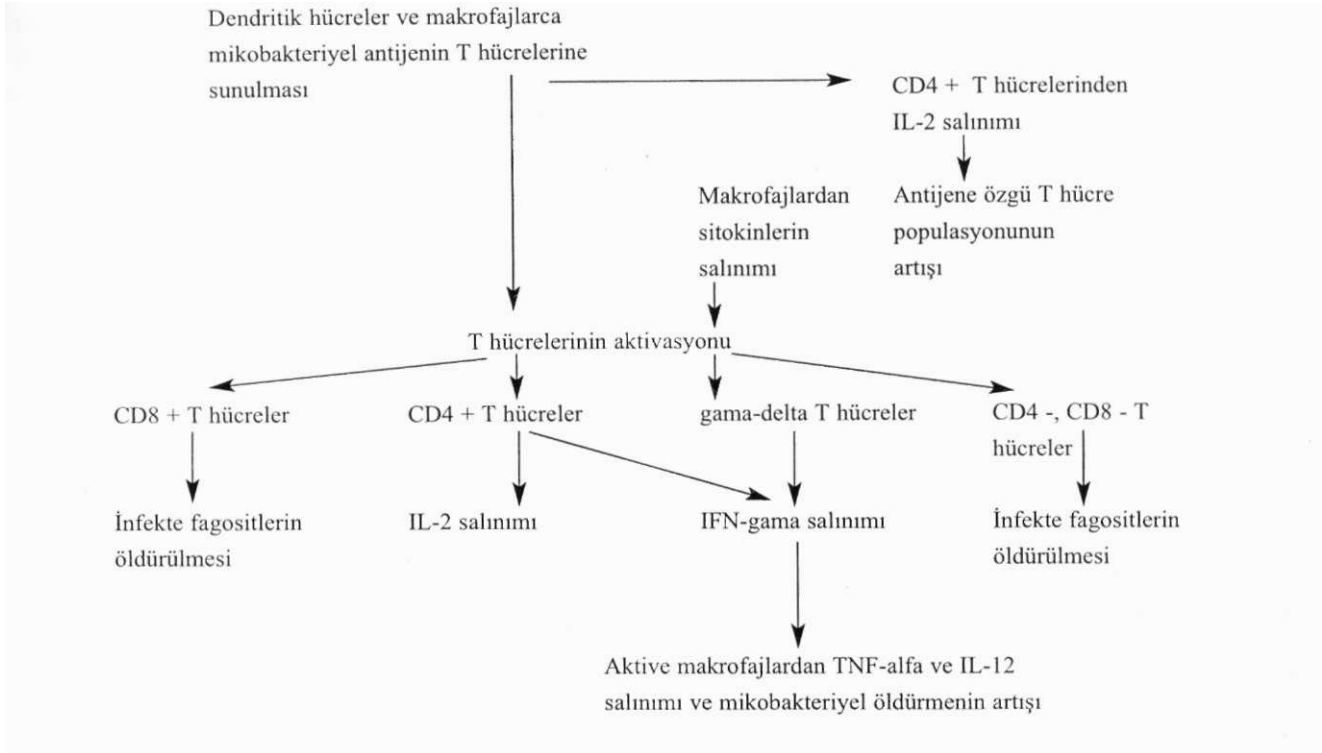 Dendritik hücreler ve makrofajlarca
mikobakteriyel antijenin T hücrelerine
sunulması
CD4 + T hücrelerinden
IL-2 salınımı
Makrofajlardan
sitokinlerin
salınımı
Antijene özgü T hücre
populasyonunun
artışı
T hücrelerinin aktivasyonu
CD8 + T hücreler
CD4 + T hücreler
gama-delta T hücreler
CD4 -, CD8 - T
hücreler
İnfekte fagositlerin
öldürülmesi
IL-2 salınımı
IFN-gama salınımı
İnfekte fagositlerin
öldürülmesi
Aktive makrofajlardan TNF-alfa ve IL-12
salınımı ve mikobakteriyel öldürmenin artışı